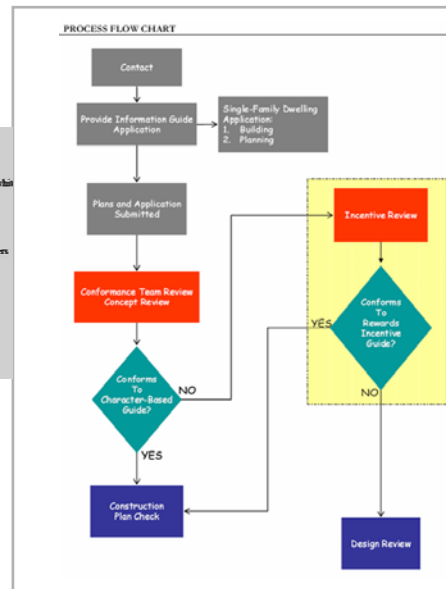 PROCESS FLOW CHART
Contact
Provide Information Guide
Application
Single-Family Dwelling
Application:
1. Building
2. Planning
Plans and Application
Submitted
Conformance Team Review
Concept Review
Conforms
To
Character-Based
Guide?
NO
YES
Construction
Plan Check
Incentive Review
Conforms
To
Rewards
Incentive
Guide?
YES
NO
Design Review